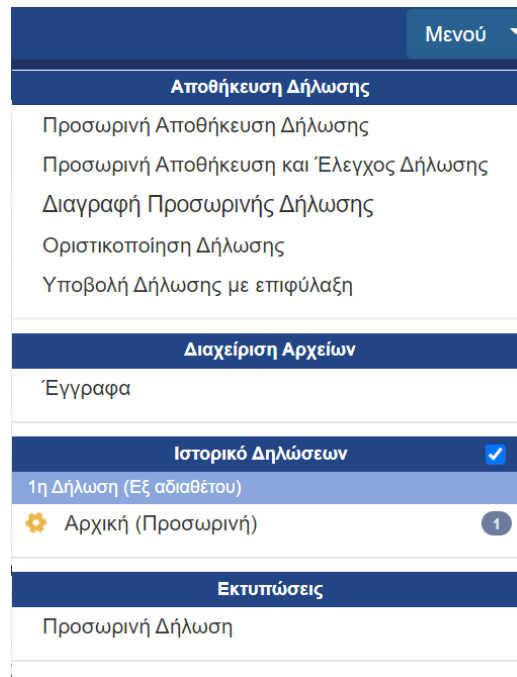 Μενού
Αποθήκευση Δήλωσης
Προσωρινή Αποθήκευση Δήλωσης
Προσωρινή Αποθήκευση και Έλεγχος Δήλωσης
Διαγραφή Προσωρινής Δήλωσης
Οριστικοποίηση Δήλωσης
Υποβολή Δήλωσης με επιφύλαξη
Διαχείριση Αρχείων
Έγγραφα
Ιστορικό Δηλώσεων
1η Δήλωση (Εξ αδιαθέτου)
Αρχική (Προσωρινή) 1
Εκτυπώσεις
Προσωρινή Δήλωση